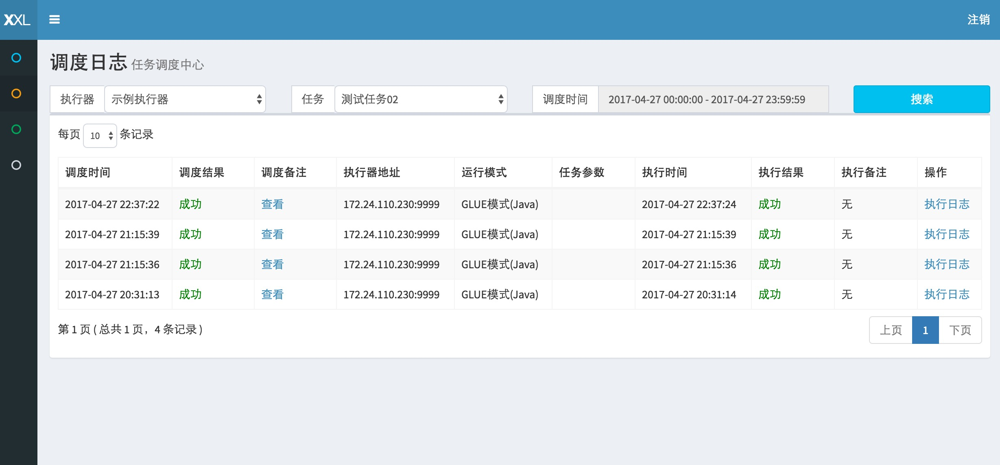 XXL
注销
调度日志 任务调度中心
执行器 示例执行器 任务 测试任务02 调度时间 2017-04-27 00:00:00 - 2017-04-27 23:59:59 搜索
每页 10 条记录
调度时间 调度结果 调度备注 执行器地址 运行模式 任务参数 执行时间 执行结果 执行备注 操作
2017-04-27 22:37:22 成功 查看 172.24.110.230:9999 GLUE模式(Java) 2017-04-27 22:37:24 成功 无 执行日志
2017-04-27 21:15:39 成功 查看 172.24.110.230:9999 GLUE模式(Java) 2017-04-27 21:15:39 成功 无 执行日志
2017-04-27 21:15:36 成功 查看 172.24.110.230:9999 GLUE模式(Java) 2017-04-27 21:15:36 成功 无 执行日志
2017-04-27 20:31:13 成功 查看 172.24.110.230:9999 GLUE模式(Java) 2017-04-27 20:31:14 成功 无 执行日志
第 1 页 ( 总共 1 页，4 条记录 ) 上页 1 下页